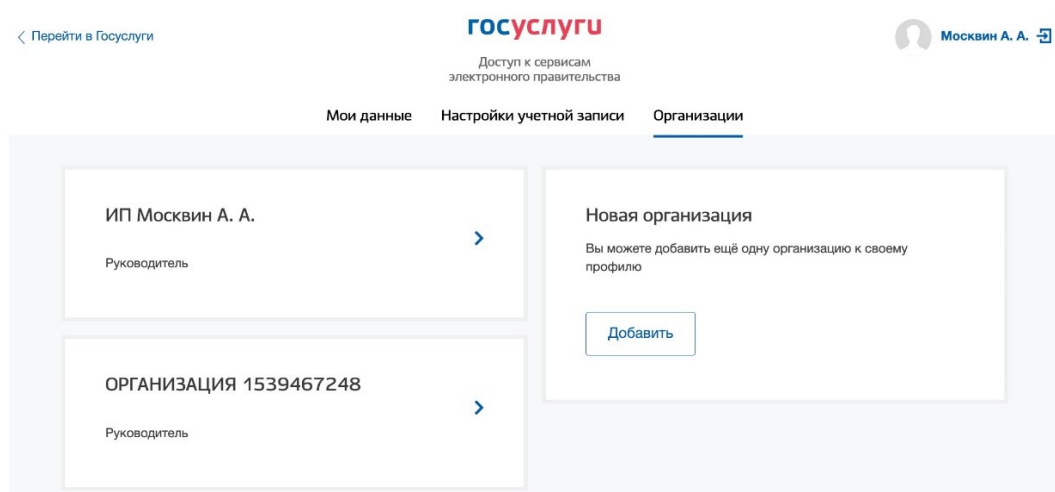 Перейти в Госуслуги
госуслуги
Москвин А. А.
Доступ к сервисам
электронного правительства
Мои данные Настройки учетной записи Организации
ИП Москвин А. А.
Руководитель
Новая организация
Вы можете добавить ещё одну организацию к своему
профилю
Добавить
ОРГАНИЗАЦИЯ 1539467248
Руководитель